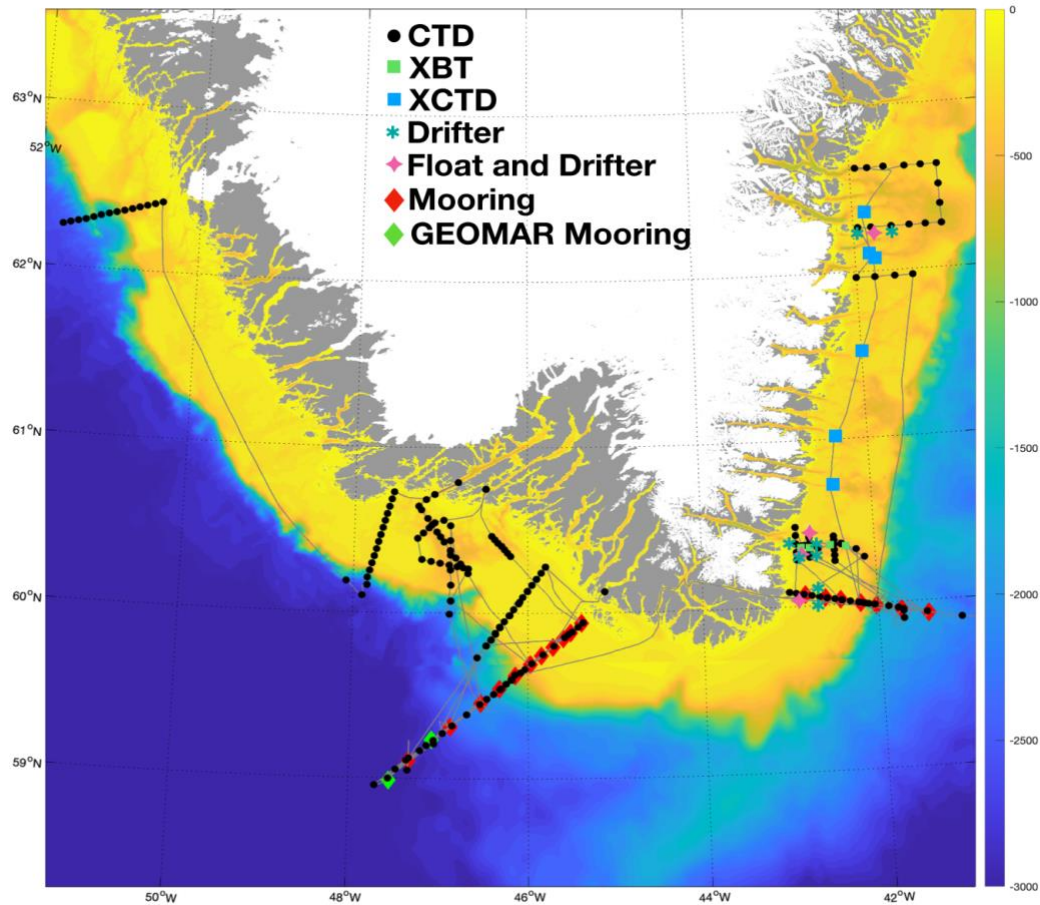 CTD
XBT
XCTD
Drifter
Float and Drifter
Mooring
GEOMAR Mooring
63°N
52°W
62°N
61°N
60°N
59°N
50°W
48°W
46°W
44°W
42°W
0
-500
-1000
-1500
-2000
-2500
-3000